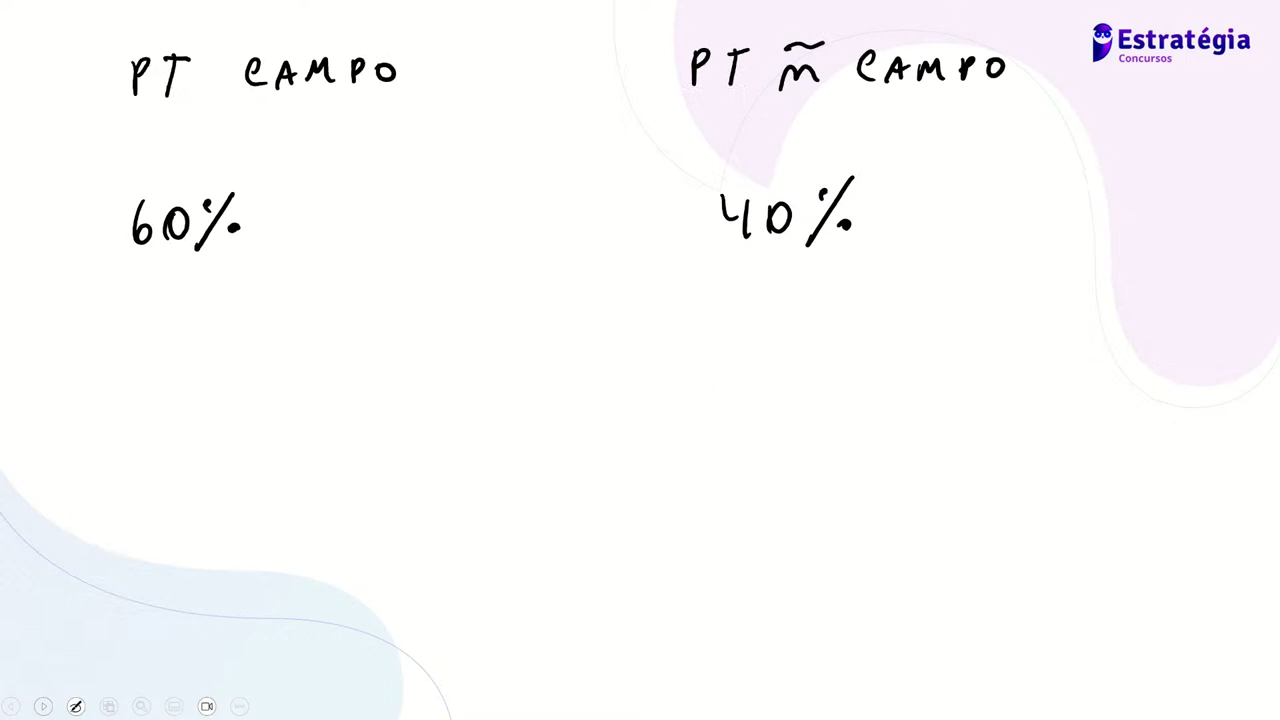 PT CAMPO
PT ñ CAMPO
Estratégia
Concursos
60%
40%